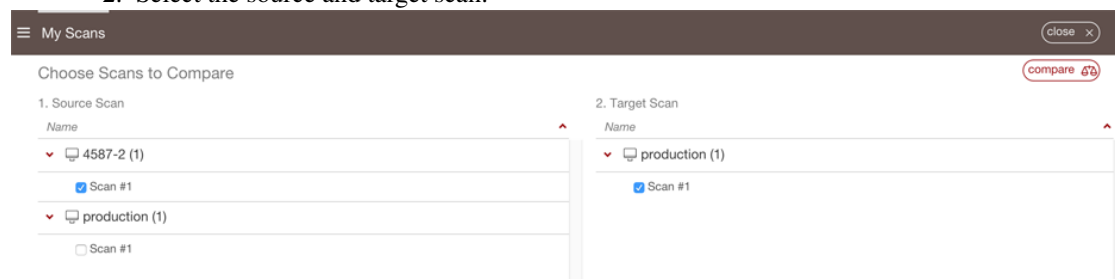 2. Select the source and target scan.
My Scans
close x
Choose Scans to Compare
compare
1. Source Scan
Name
4587-2 (1)
Scan #1
production (1)
Scan #1
2. Target Scan
Name
production (1)
Scan #1